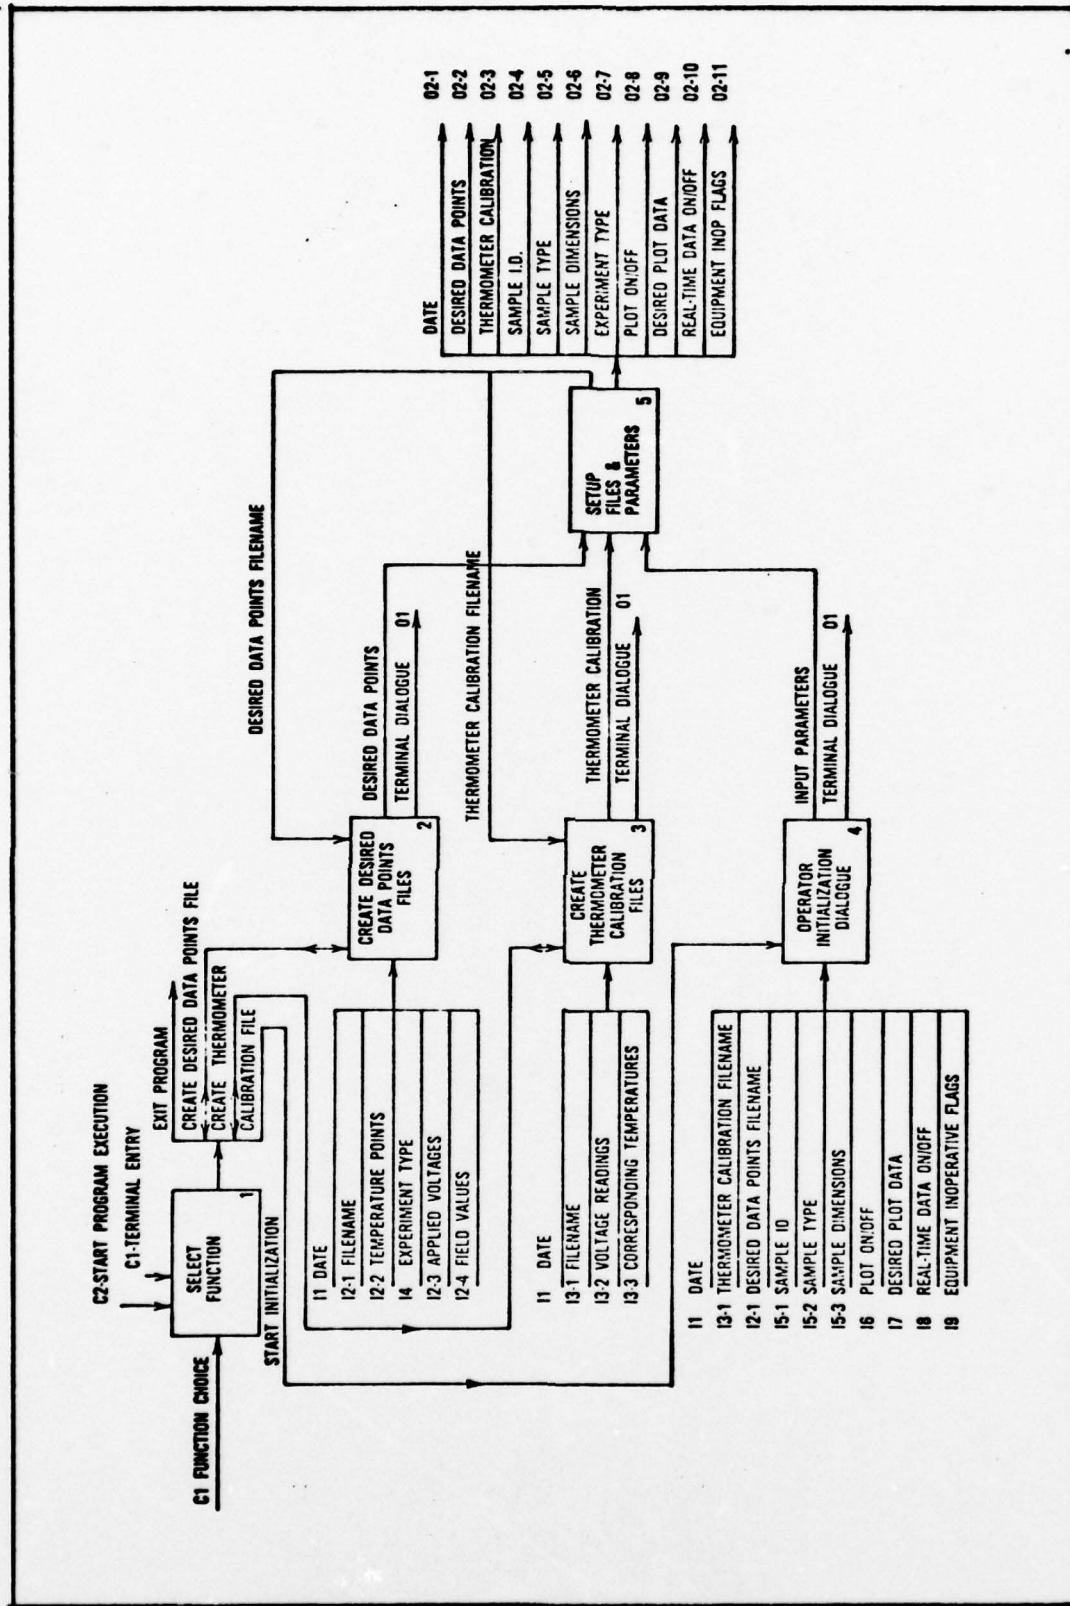 C2-START PROGRAM EXECUTION
C1-TERMINAL ENTRY
C1 FUNCTION CHOICE
SELECT
FUNCTION
1
EXIT PROGRAM
CREATE DESIRED DATA POINTS FILE
CREATE THERMOMETER
CALIBRATION FILE
START INITIALIZATION
I1 DATE
I2-1 FILENAME
I2-2 TEMPERATURE POINTS
I4 EXPERIMENT TYPE
I2-3 APPLIED VOLTAGES
I2-4 FIELD VALUES
CREATE DESIRED
DATA POINTS
FILES
2
DESIRED DATA POINTS FILENAME
DESIRED DATA POINTS
TERMINAL DIALOGUE O1
THERMOMETER CALIBRATION FILENAME
I1 DATE
I3-1 FILENAME
I3-2 VOLTAGE READINGS
I3-3 CORRESPONDING TEMPERATURES
CREATE
THERMOMETER
CALIBRATION
FILES
3
THERMOMETER CALIBRATION
TERMINAL DIALOGUE O1
I1 DATE
I3-1 THERMOMETER CALIBRATION FILENAME
I2-1 DESIRED DATA POINTS FILENAME
I5-1 SAMPLE ID
I5-2 SAMPLE TYPE
I5-3 SAMPLE DIMENSIONS
I6 PLOT ON/OFF
I7 DESIRED PLOT DATA
I8 REAL-TIME DATA ON/OFF
I9 EQUIPMENT INOPERATIVE FLAGS
OPERATOR
INITIALIZATION
DIALOGUE
4
INPUT PARAMETERS
TERMINAL DIALOGUE O1
SETUP
FILES &
PARAMETERS
5
DATE O2-1
DESIRED DATA POINTS O2-2
THERMOMETER CALIBRATION O2-3
SAMPLE I.D. O2-4
SAMPLE TYPE O2-5
SAMPLE DIMENSIONS O2-6
EXPERIMENT TYPE O2-7
PLOT ON/OFF O2-8
DESIRED PLOT DATA O2-9
REAL-TIME DATA ON/OFF O2-10
EQUIPMENT INOP FLAGS O2-11